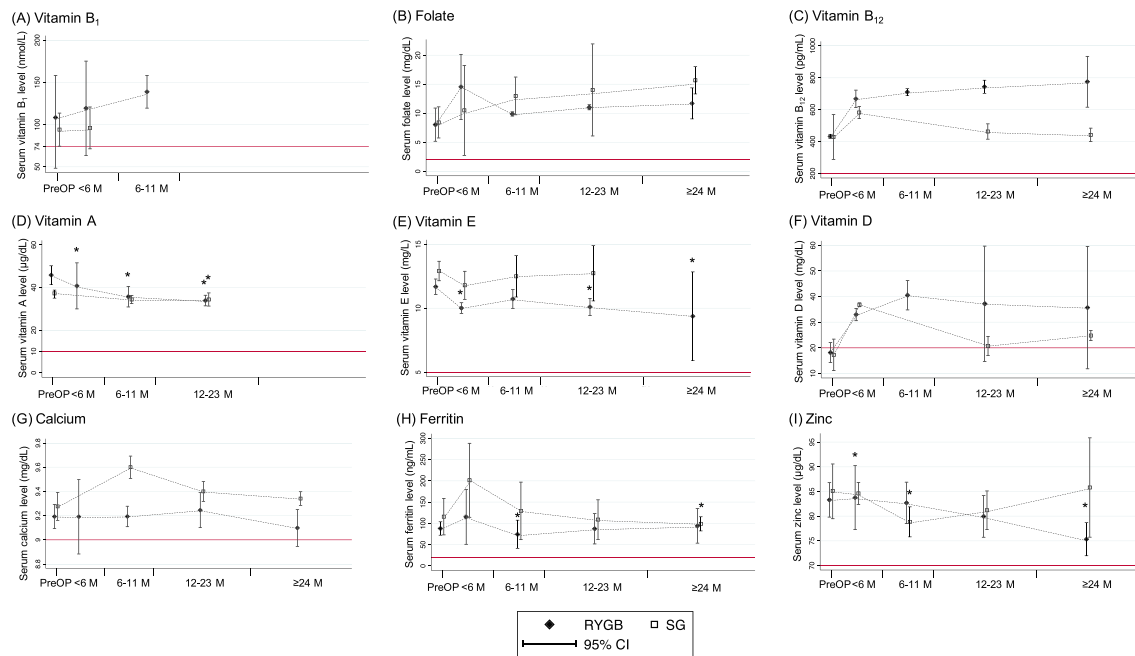 (A) Vitamin B₁
Serum vitamin B₁ level (nmol/L)
200
150
100
74
50
PreOP <6 M 6-11 M
(B) Folate
Serum folate level (mg/dL)
20
15
10
5
0
PreOP <6 M 6-11 M 12-23 M ≥24 M
(C) Vitamin B₁₂
Serum vitamin B₁₂ level (pg/mL)
1000
800
600
400
200
PreOP <6 M 6-11 M 12-23 M ≥24 M
(D) Vitamin A
Serum vitamin A level (µg/dL)
60
40
20
10
0
* * * *
PreOP <6 M 6-11 M 12-23 M
(E) Vitamin E
Serum vitamin E level (mg/L)
15
10
5
* * *
PreOP <6 M 6-11 M 12-23 M ≥24 M
(F) Vitamin D
Serum vitamin D level (ng/mL)
60
50
40
30
20
10
PreOP <6 M 6-11 M 12-23 M ≥24 M
(G) Calcium
Serum calcium level (mg/dL)
9.8
9.6
9.4
9.2
9
8.8
PreOP <6 M 6-11 M 12-23 M ≥24 M
(H) Ferritin
Serum ferritin level (ng/mL)
300
250
200
150
100
50
0
* *
PreOP <6 M 6-11 M 12-23 M ≥24 M
(I) Zinc
Serum zinc level (µg/dL)
95
90
85
80
75
70
* * *
PreOP <6 M 6-11 M 12-23 M ≥24 M
RYGB SG
95% CI